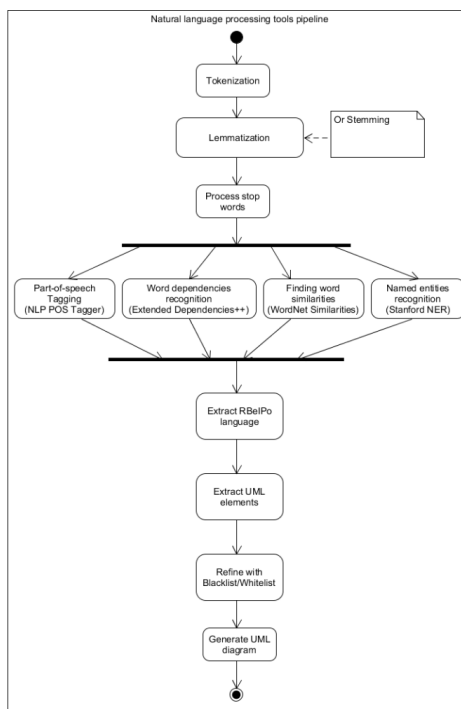 Natural language processing tools pipeline
Tokenization
Lemmatization
Or Stemming
Process stop
words
Part-of-speech
Tagging
(NLP POS Tagger)
Word dependencies
recognition
(Extended Dependencies++)
Finding word
similarities
(WordNet Similarities)
Named entities
recognition
(Stanford NER)
Extract RBelPo
language
Extract UML
elements
Refine with
Blacklist/Whitelist
Generate UML
diagram